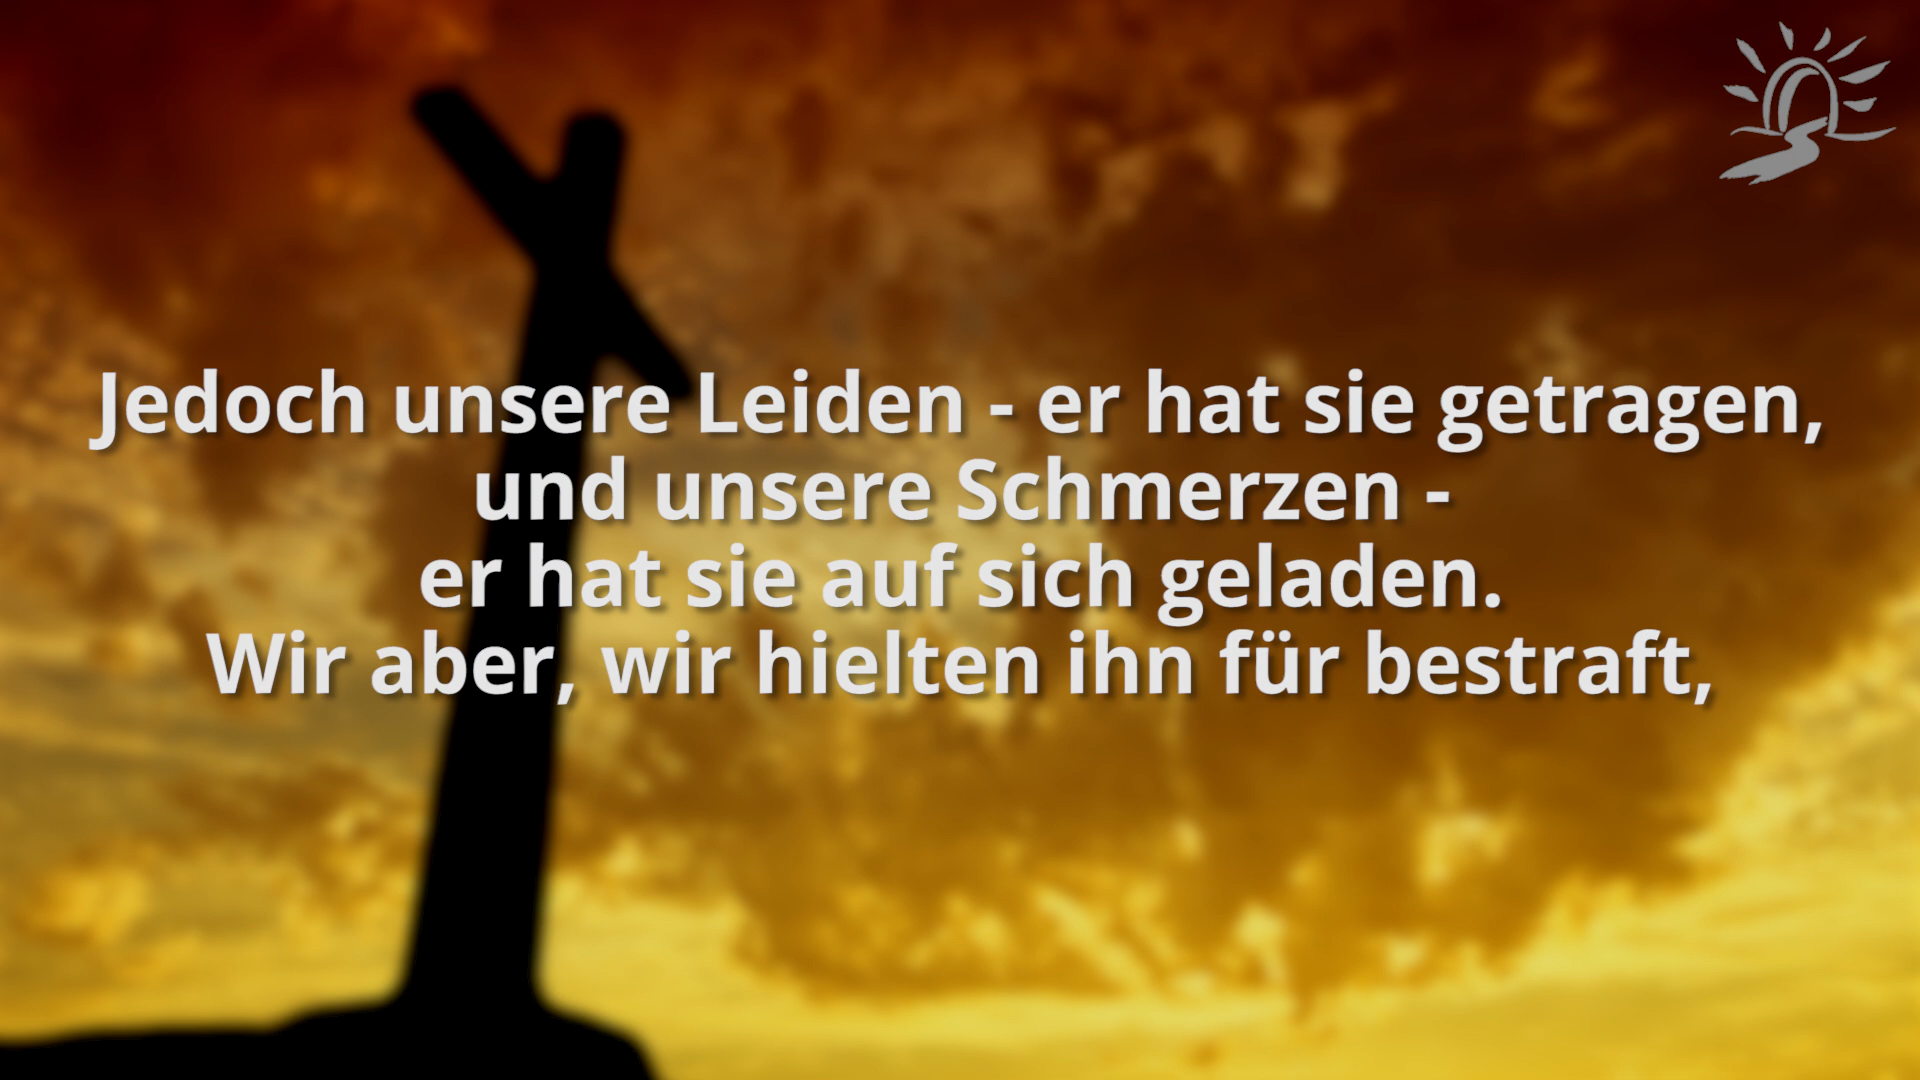 Jedoch unsere Leiden - er hat sie getragen,
und unsere Schmerzen -
er hat sie auf sich geladen.
Wir aber, wir hielten ihn für bestraft,